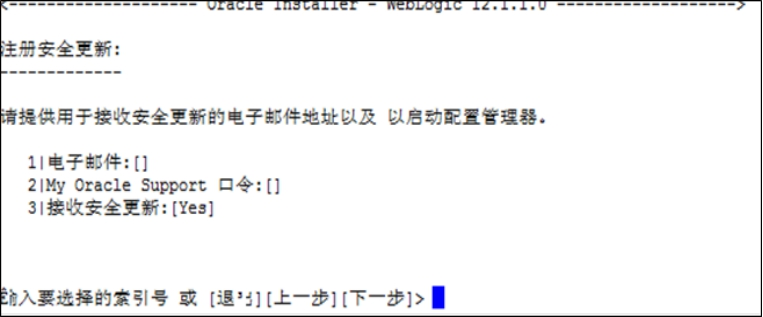 <--------------------- Oracle Installer - WebLogic 12.1.1.0 -------------------->
注册安全更新:
-------------
请提供用于接收安全更新的电子邮件地址以及 以启动配置管理器。
1|电子邮件:[]
2|My Oracle Support 口令:[]
3|接收安全更新:[Yes]
输入要选择的索引号 或 [退出][上一步][下一步]>